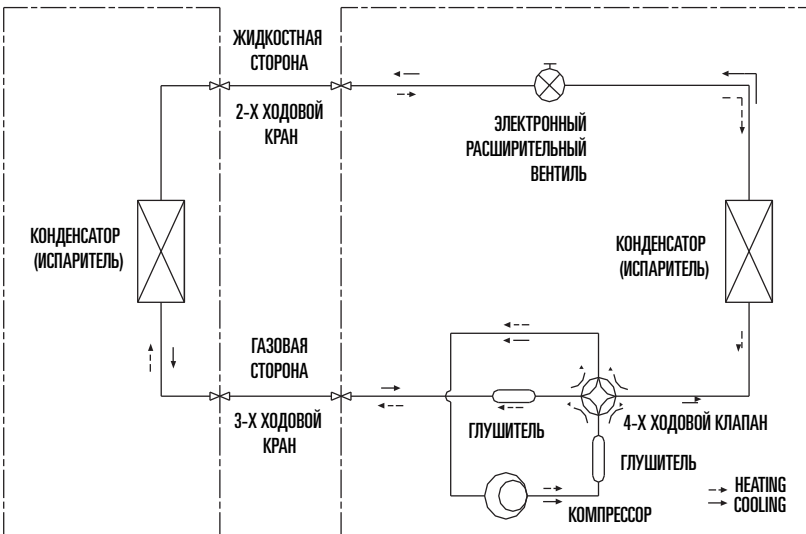 ЖИДКОСТНАЯ
СТОРОНА
2-Х ХОДОВОЙ
КРАН
ЭЛЕКТРОННЫЙ
РАСШИРИТЕЛЬНЫЙ
ВЕНТИЛЬ
КОНДЕНСАТОР
(ИСПАРИТЕЛЬ)
КОНДЕНСАТОР
(ИСПАРИТЕЛЬ)
ГАЗОВАЯ
СТОРОНА
3-Х ХОДОВОЙ
КРАН
ГЛУШИТЕЛЬ
4-Х ХОДОВОЙ КЛАПАН
ГЛУШИТЕЛЬ
КОМПРЕССОР
HEATING
COOLING